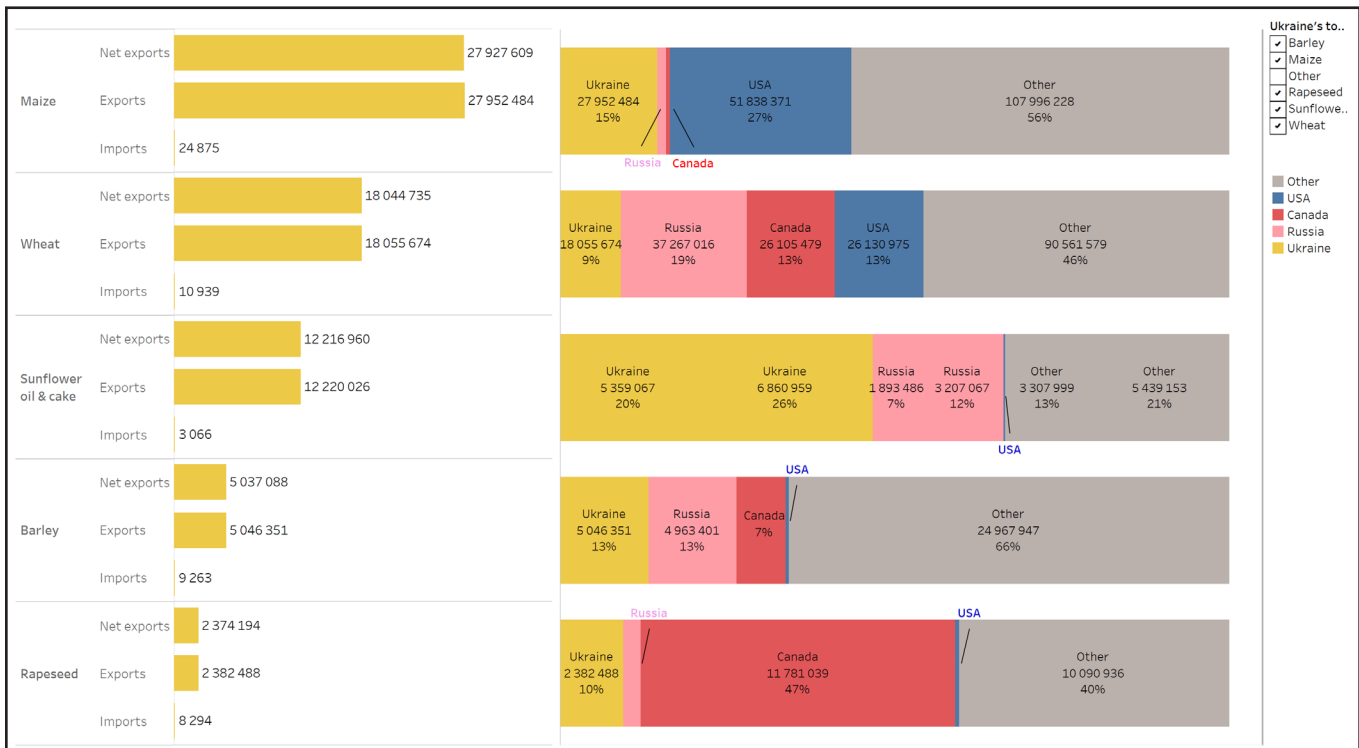 Ukraine's to..
Barley
Maize
Other
Rapeseed
Sunflowe..
Wheat
Other
USA
Canada
Russia
Ukraine
Maize
Net exports
27 927 609
Exports
27 952 484
Imports
24 875
Ukraine
27 952 484
15%
Russia
Canada
USA
51 838 371
27%
Other
107 996 228
56%
Wheat
Net exports
18 044 735
Exports
18 055 674
Imports
10 939
Ukraine
18 055 674
9%
Russia
37 267 016
19%
Canada
26 105 479
13%
USA
26 130 975
13%
Other
90 561 579
46%
Sunflower
oil & cake
Net exports
12 216 960
Exports
12 220 026
Imports
3 066
Ukraine
5 359 067
20%
Ukraine
6 860 959
26%
Russia
1 893 486
7%
Russia
3 207 067
12%
USA
Other
3 307 999
13%
Other
5 439 153
21%
Barley
Net exports
5 037 088
Exports
5 046 351
Imports
9 263
Ukraine
5 046 351
13%
Russia
4 963 401
13%
Canada
7%
USA
Other
24 967 947
66%
Rapeseed
Net exports
2 374 194
Exports
2 382 488
Imports
8 294
Ukraine
2 382 488
10%
Russia
Canada
11 781 039
47%
USA
Other
10 090 936
40%